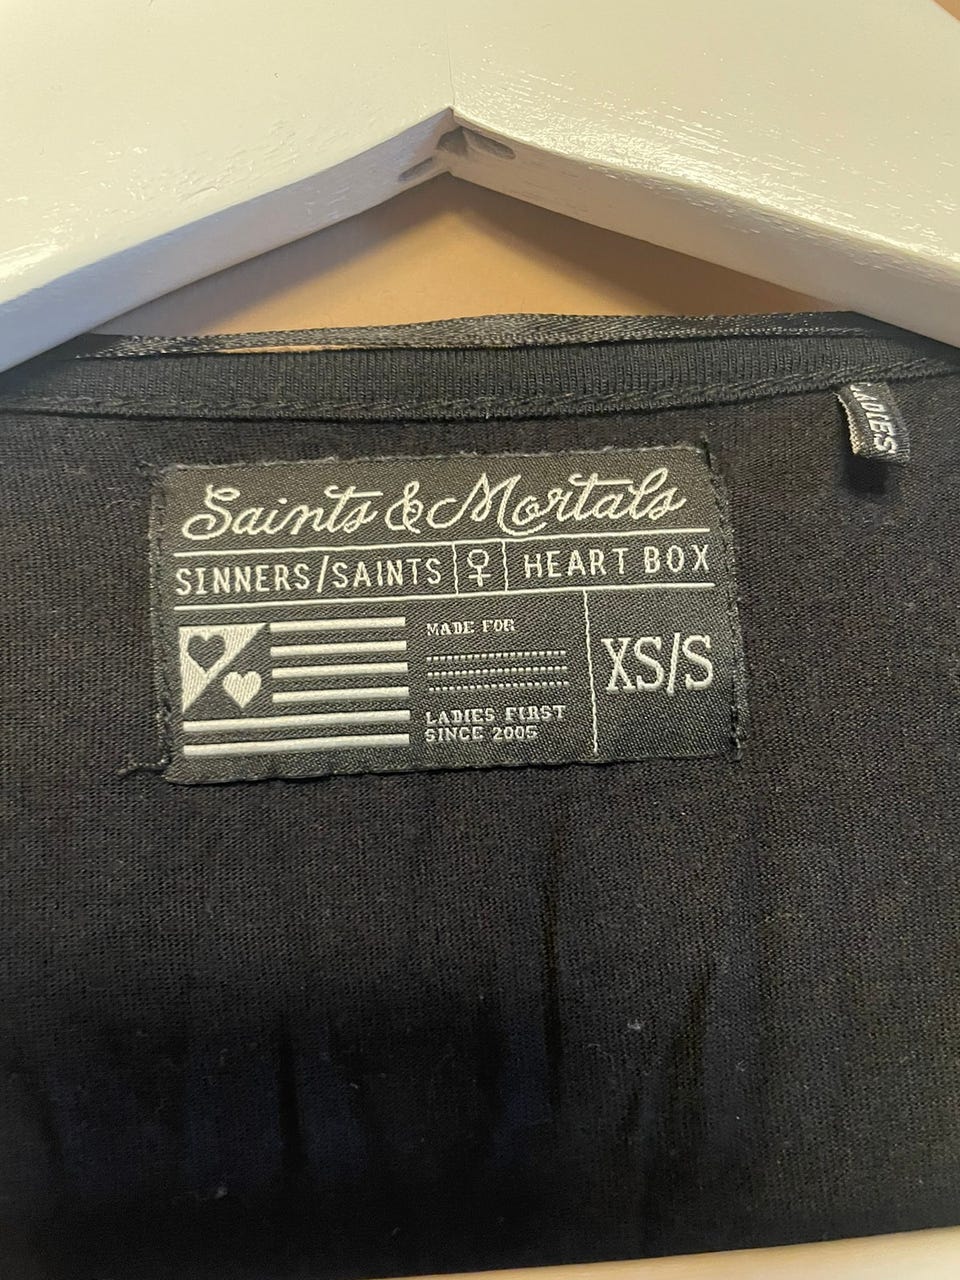 Saints & Mortals
SINNERS/SAINTS ♀ HEART BOX
MADE FOR
XS/S
LADIES FIRST
SINCE 2005
LADIES